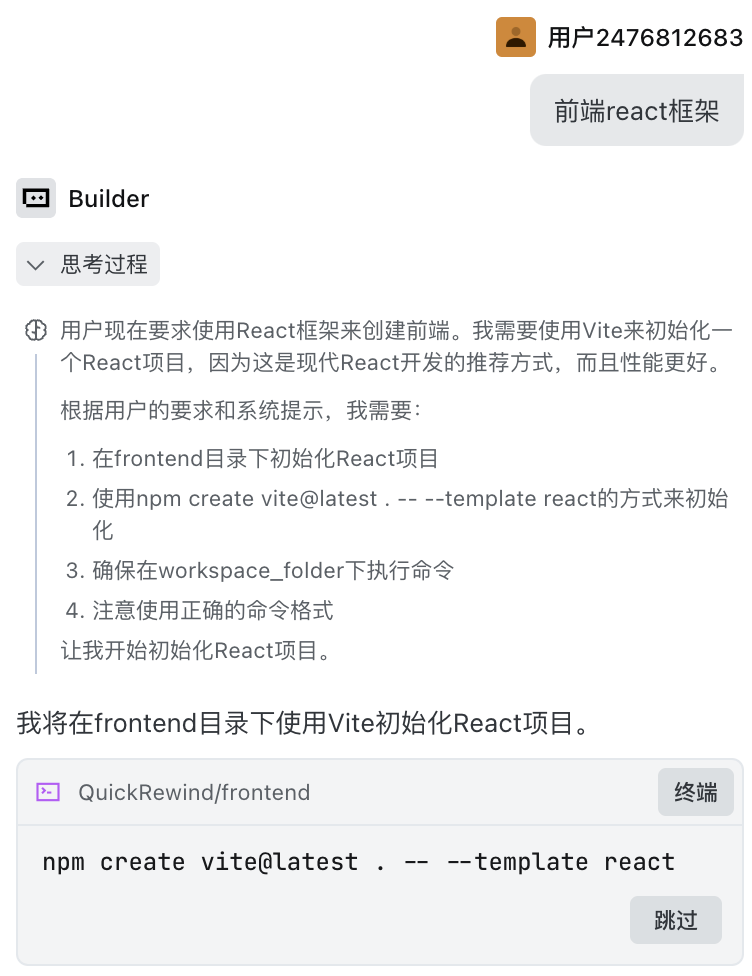 用户2476812683
前端react框架
Builder
思考过程
用户现在要求使用React框架来创建前端。我需要使用Vite来初始化一
个React项目，因为这是现代React开发的推荐方式，而且性能更好。
根据用户的要求和系统提示，我需要：
1. 在frontend目录下初始化React项目
2. 使用npm create vite@latest . -- --template react的方式来初始
化
3. 确保在workspace_folder下执行命令
4. 注意使用正确的命令格式
让我开始初始化React项目。
我将在frontend目录下使用Vite初始化React项目。
QuickRewind/frontend
终端
npm create vite@latest . -- --template react
跳过